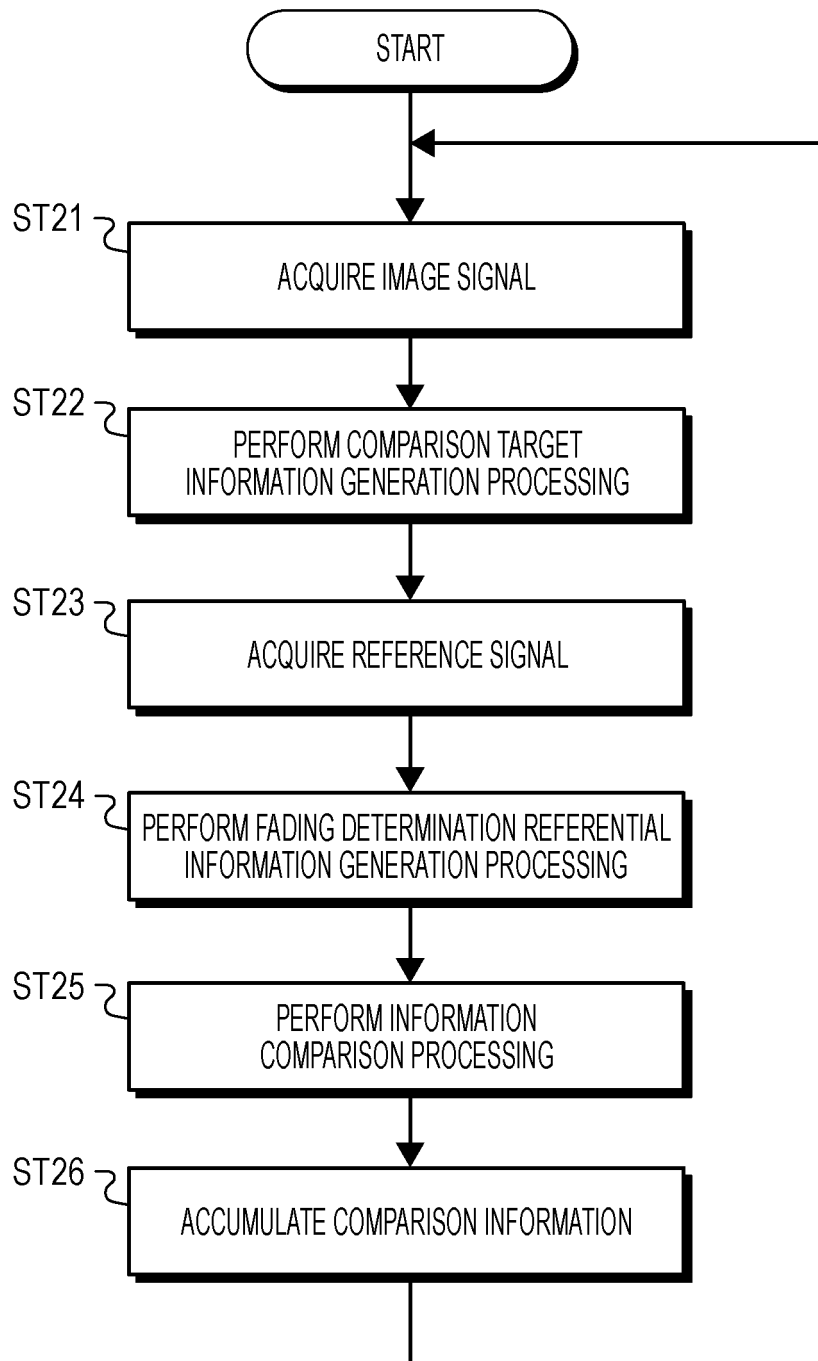 START
ST21
ACQUIRE IMAGE SIGNAL
ST22
PERFORM COMPARISON TARGET
INFORMATION GENERATION PROCESSING
ST23
ACQUIRE REFERENCE SIGNAL
ST24
PERFORM FADING DETERMINATION REFERENTIAL
INFORMATION GENERATION PROCESSING
ST25
PERFORM INFORMATION
COMPARISON PROCESSING
ST26
ACCUMULATE COMPARISON INFORMATION